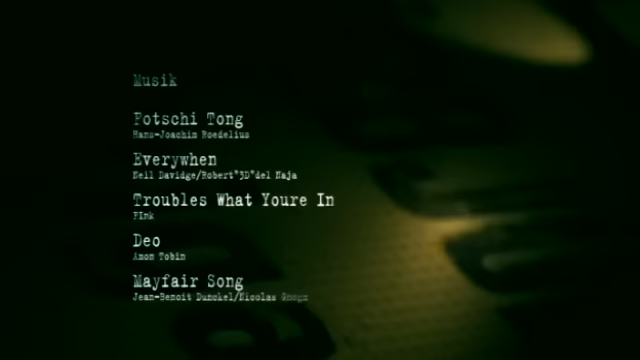 Musik
Potschi Tong
Hans-Joachim Roedelius
Everywhen
Neil Davidge/Robert"3D"del Naja
Troubles What Youre In
Fink
Deo
Amon Tobin
Mayfair Song
Jean-Benoit Dunckel/Nicolas